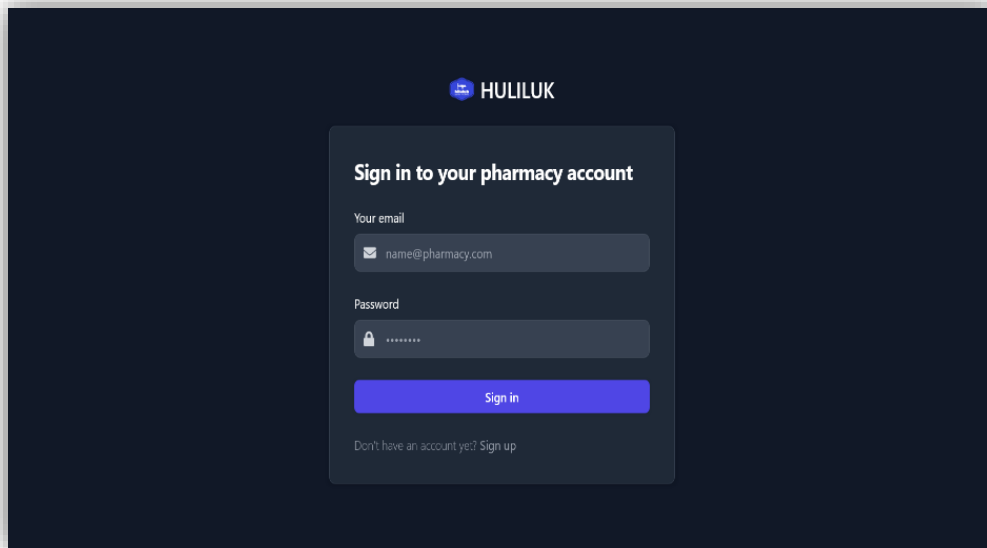 HULILUK
Sign in to your pharmacy account
Your email
name@pharmacy.com
Password
••••••••
Sign in
Don't have an account yet? Sign up